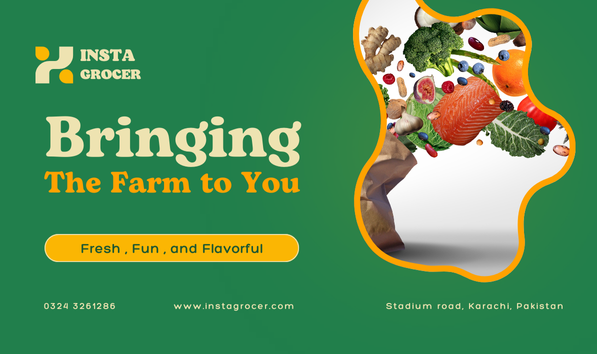 INSTA
GROCER
Bringing
The Farm to You
Fresh , Fun , and Flavorful
0324 3261286
www.instagrocer.com
Stadium road, Karachi, Pakistan